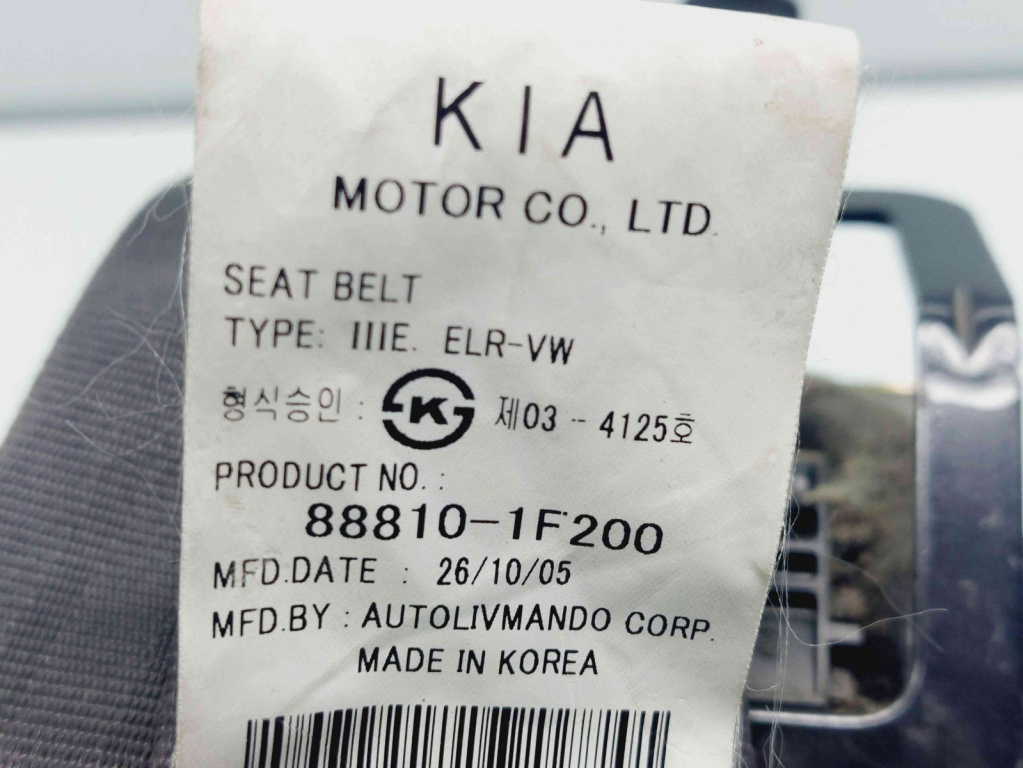 KIA
MOTOR CO., LTD.
SEAT BELT
TYPE: IIIE. ELR-VW
형식승인 : K 제03 - 4125호
PRODUCT NO. :
88810-1F200
MFD.DATE : 26/10/05
MFD.BY : AUTOLIVMANDO CORP.
MADE IN KOREA